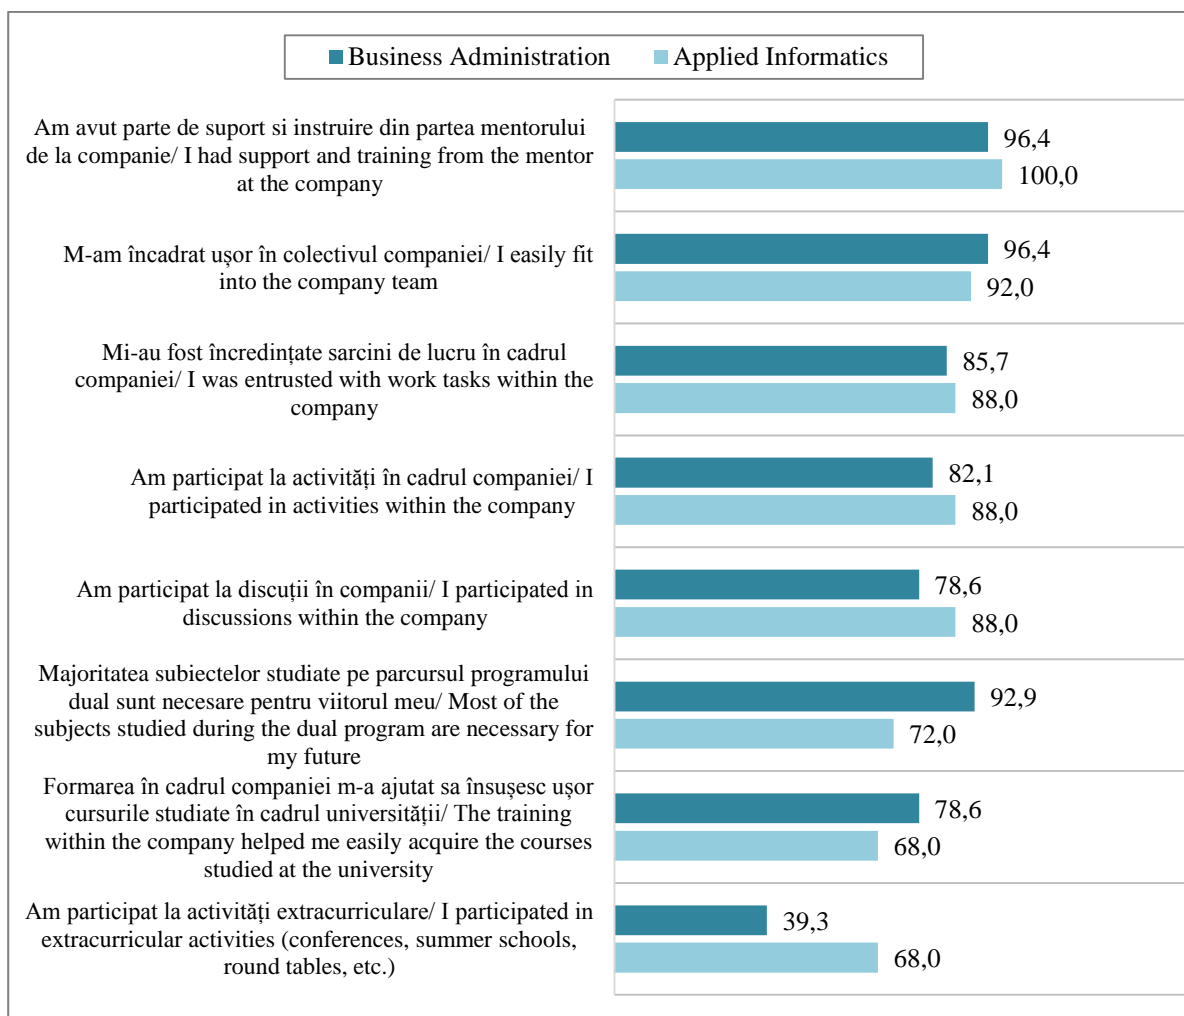 Business Administration Applied Informatics
Am avut parte de suport si instruire din partea mentorului
de la companie/ I had support and training from the mentor
at the company
96,4
100,0
M-am încadrat ușor în colectivul companiei/ I easily fit
into the company team
96,4
92,0
Mi-au fost încredințate sarcini de lucru în cadrul
companiei/ I was entrusted with work tasks within the
company
85,7
88,0
Am participat la activități în cadrul companiei/ I
participated in activities within the company
82,1
88,0
Am participat la discuții în companii/ I participated in
discussions within the company
78,6
88,0
Majoritatea subiectelor studiate pe parcursul programului
dual sunt necesare pentru viitorul meu/ Most of the
subjects studied during the dual program are necessary for
my future
92,9
72,0
Formarea în cadrul companiei m-a ajutat sa însușesc ușor
cursurile studiate în cadrul universității/ The training
within the company helped me easily acquire the courses
studied at the university
78,6
68,0
Am participat la activități extracurriculare/ I participated in
extracurricular activities (conferences, summer schools,
round tables, etc.)
39,3
68,0